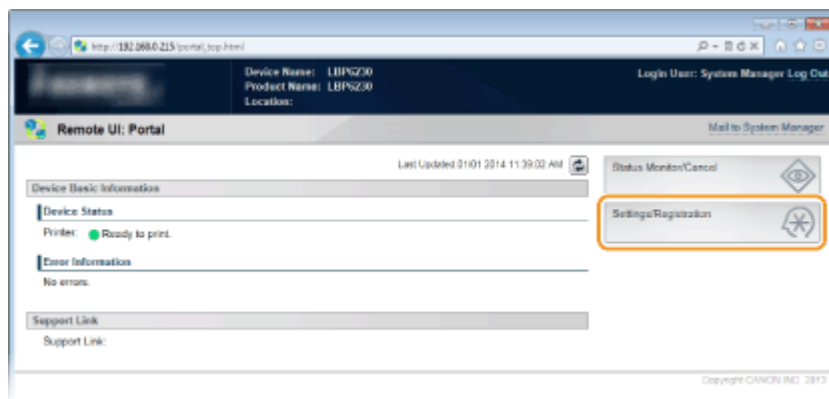 http://192.168.0.215/portal_top.html
Device Name: LBP6230
Product Name: LBP6230
Location:
Login User: System Manager Log Out
Remote UI: Portal
Mail to System Manager
Last Updated 01/01 2014 11:39:02 AM
Device Basic Information
Device Status
Printer: Ready to print.
Error Information
No errors.
Support Link
Support Link:
Status Monitor/Cancel
Settings/Registration
Copyright CANON INC. 2013